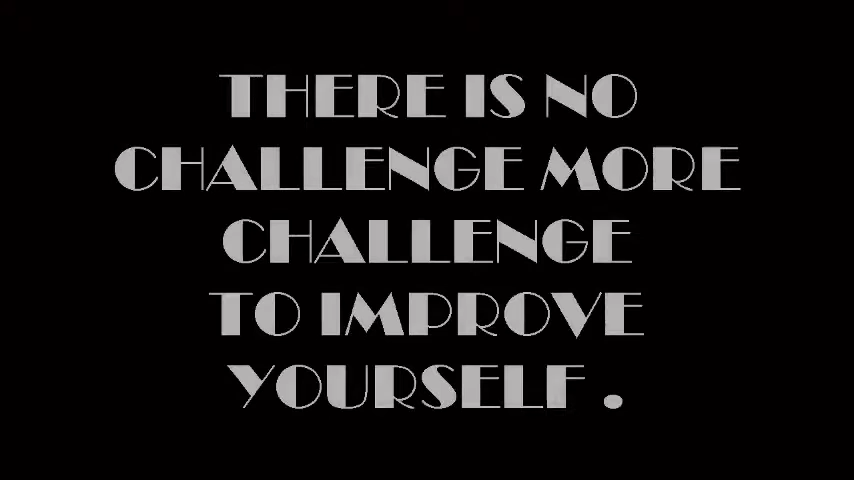 THERE IS NO
CHALLENGE MORE
CHALLENGE
TO IMPROVE
YOURSELF .